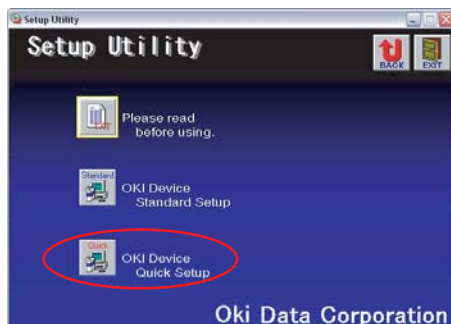 Setup Utility
Setup Utility
BACK
EXIT
Please read
before using.
Standard
OKI Device
Standard Setup
Quick
OKI Device
Quick Setup
Oki Data Corporation